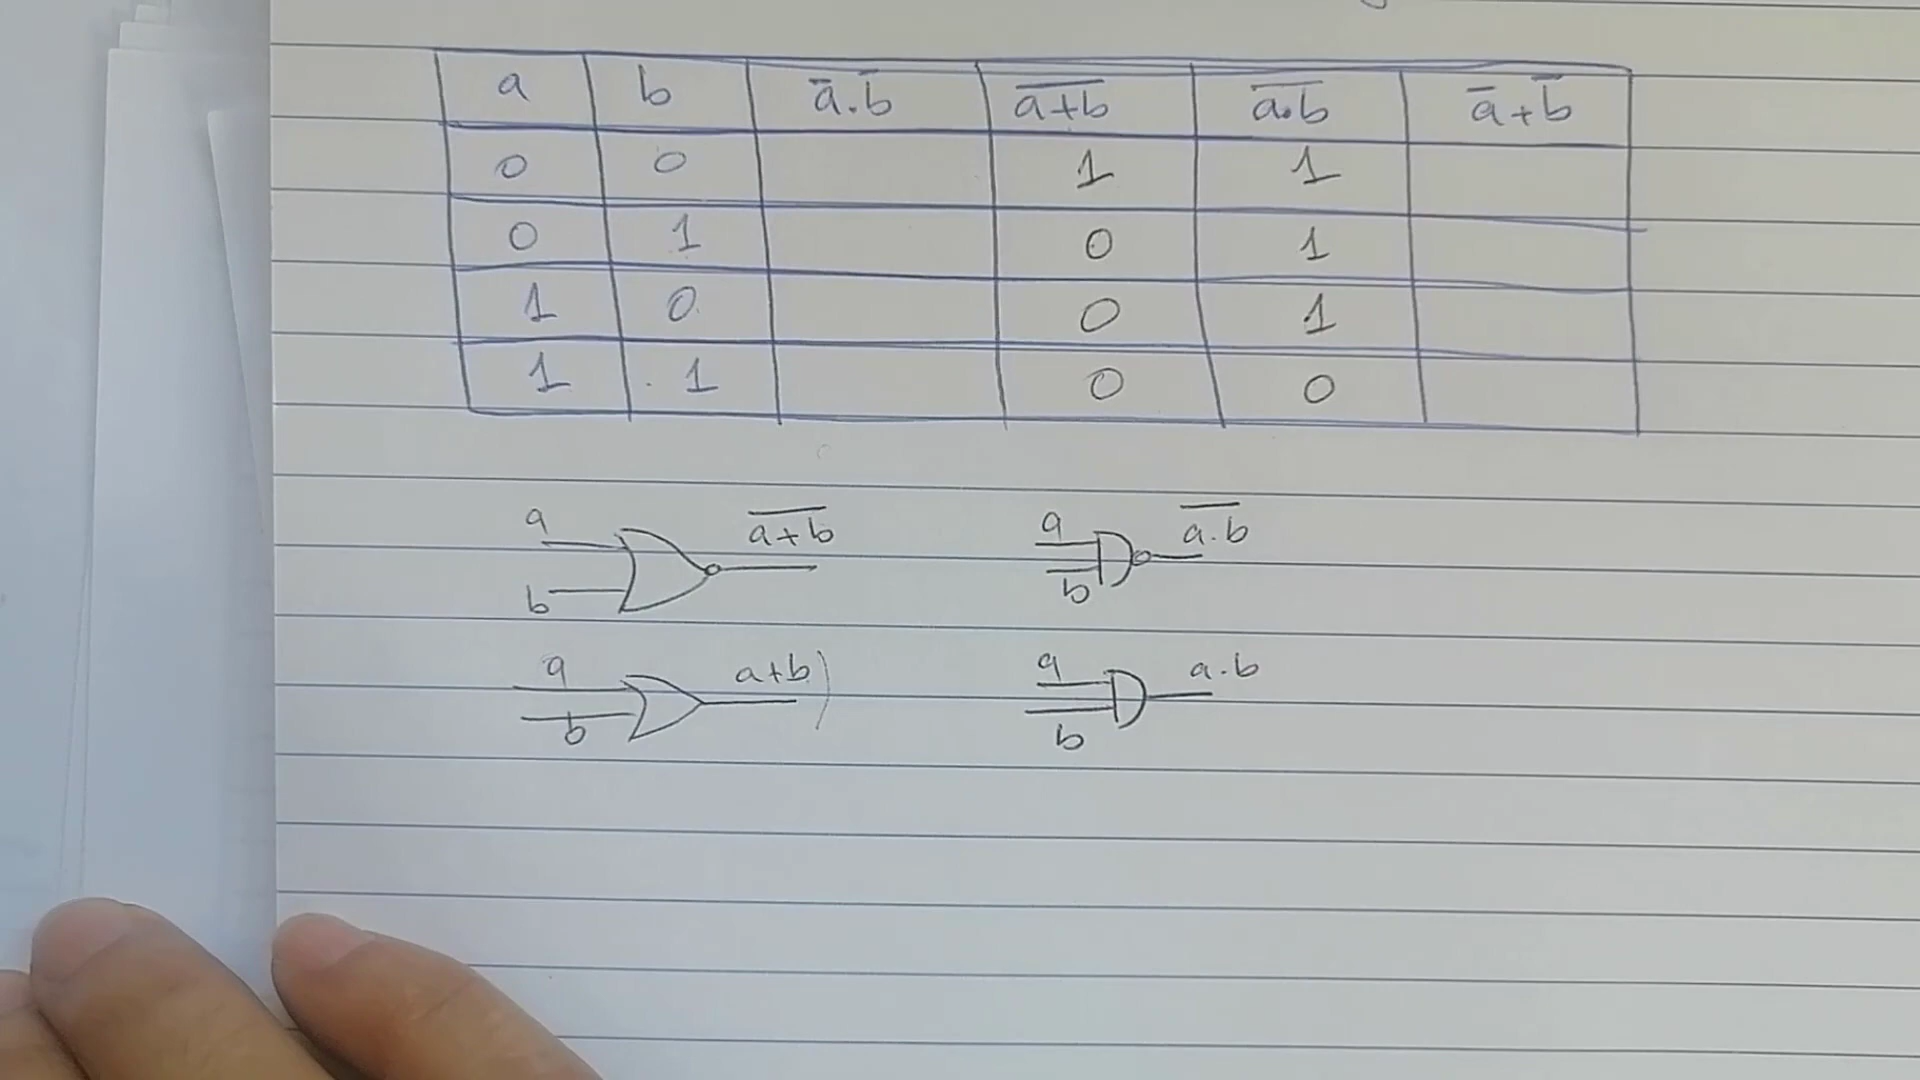 a b a̅.b̅ a̅+̅b̅ a̅.̅b̅ a̅+b̅
0 0 1 1
0 1 0 1
1 0 0 1
1 1 0 0
a a̅+̅b̅ a a̅.̅b̅
b b
a a+b a a.b
b b